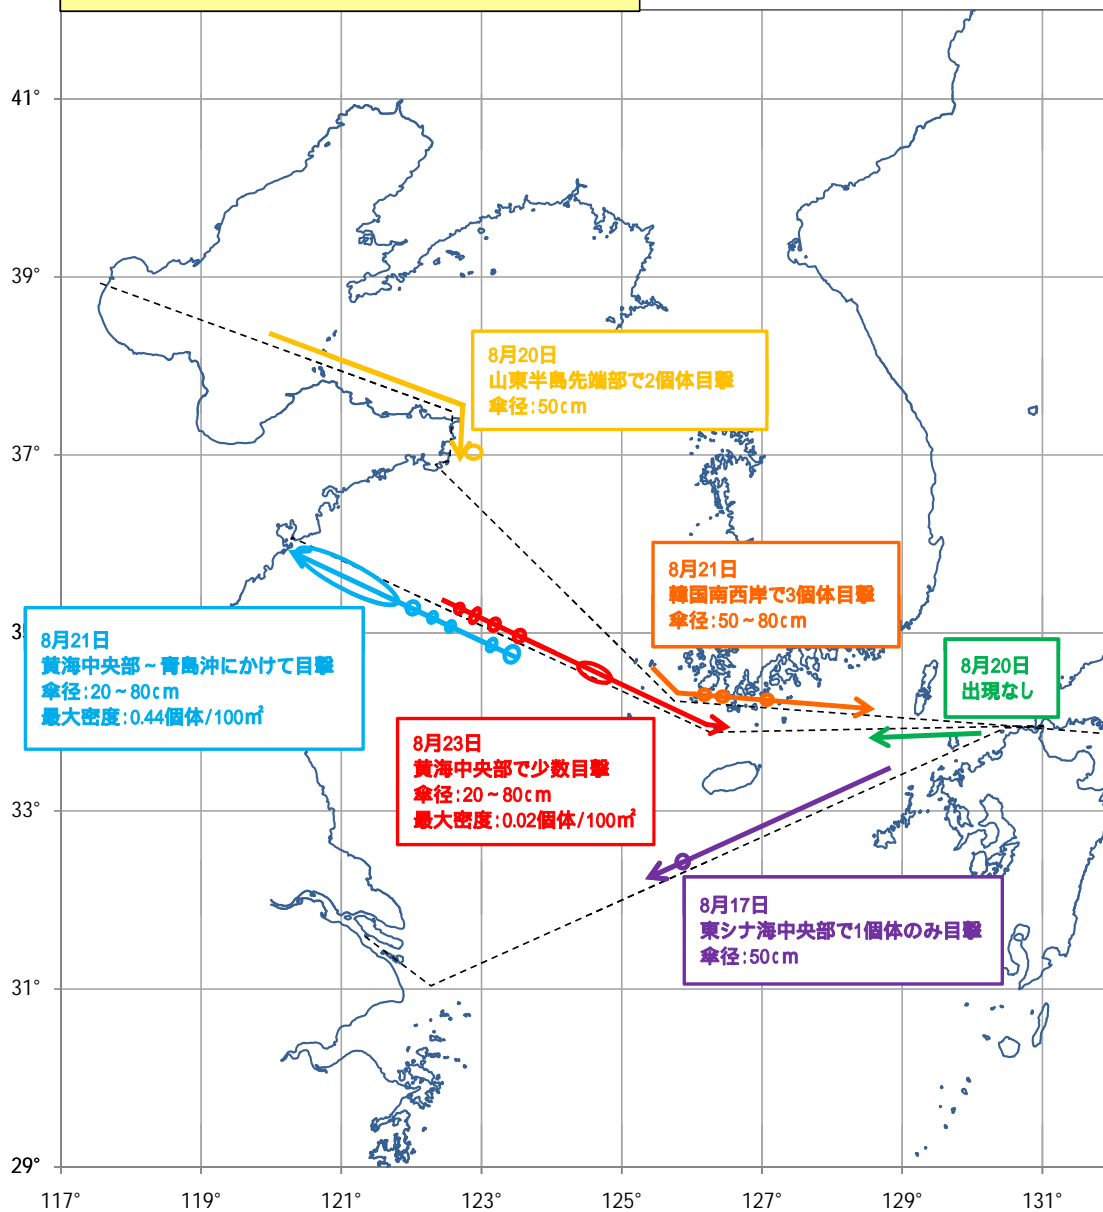 41°
39°
8月20日
山東半島先端部で2個体目撃
傘径:50cm
37°
8月21日
韓国南西岸で3個体目撃
傘径:50~80cm
35
8月21日
黄海中央部~青島沖にかけて目撃
傘径:20~80cm
最大密度:0.44個体/100㎡
8月20日
出現なし
8月23日
黄海中央部で少数目撃
傘径:20~80cm
最大密度:0.02個体/100㎡
33°
8月17日
東シナ海中央部で1個体のみ目撃
傘径:50cm
31°
29°
117° 119° 121° 123° 125° 127° 129° 131°